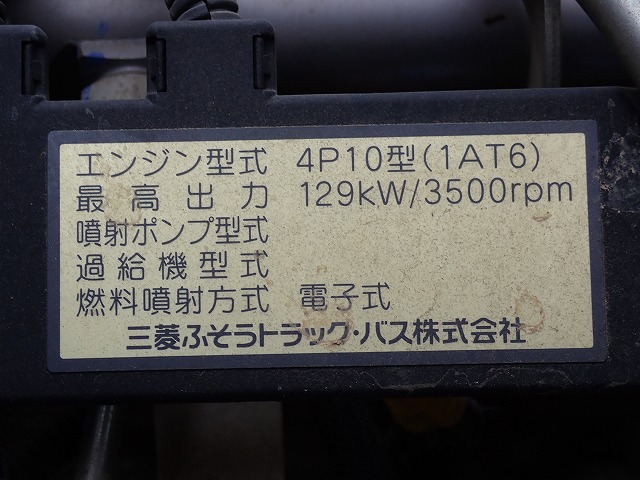 エンジン型式 4P10型(1AT6)
最高出力 129kW/3500rpm
噴射ポンプ型式
過給機型式
燃料噴射方式 電子式
三菱ふそうトラック・バス株式会社